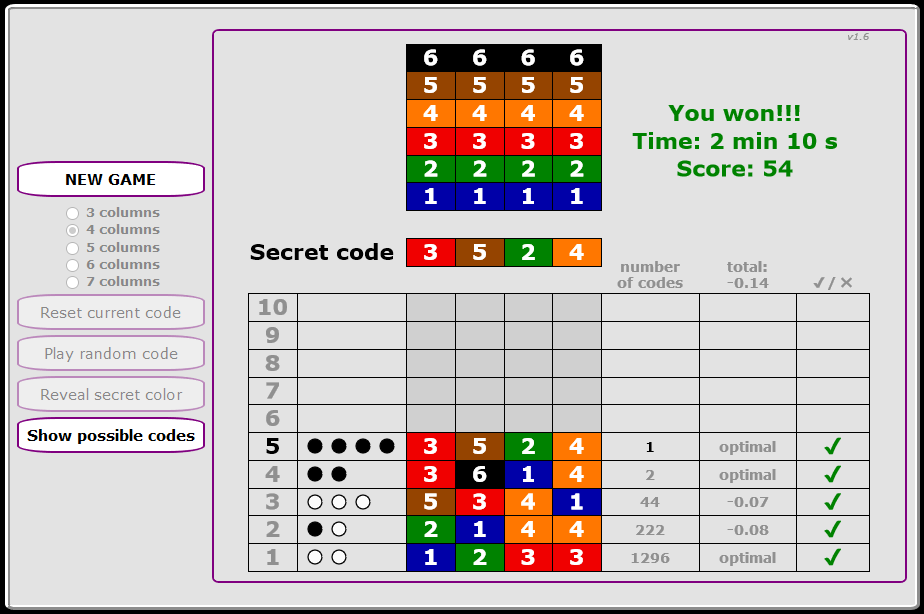 v1.6
6 6 6 6
5 5 5 5
4 4 4 4
3 3 3 3
2 2 2 2
1 1 1 1
You won!!!
Time: 2 min 10 s
Score: 54
NEW GAME
3 columns
4 columns
5 columns
6 columns
7 columns
Reset current code
Play random code
Reveal secret color
Show possible codes
Secret code 3 5 2 4
number
of codes
total:
-0.14
✓/✕
10
9
8
7
6
5 3 5 2 4 1 optimal ✓
4 3 6 1 4 2 optimal ✓
3 5 3 4 1 44 -0.07 ✓
2 2 1 4 4 222 -0.08 ✓
1 1 2 3 3 1296 optimal ✓